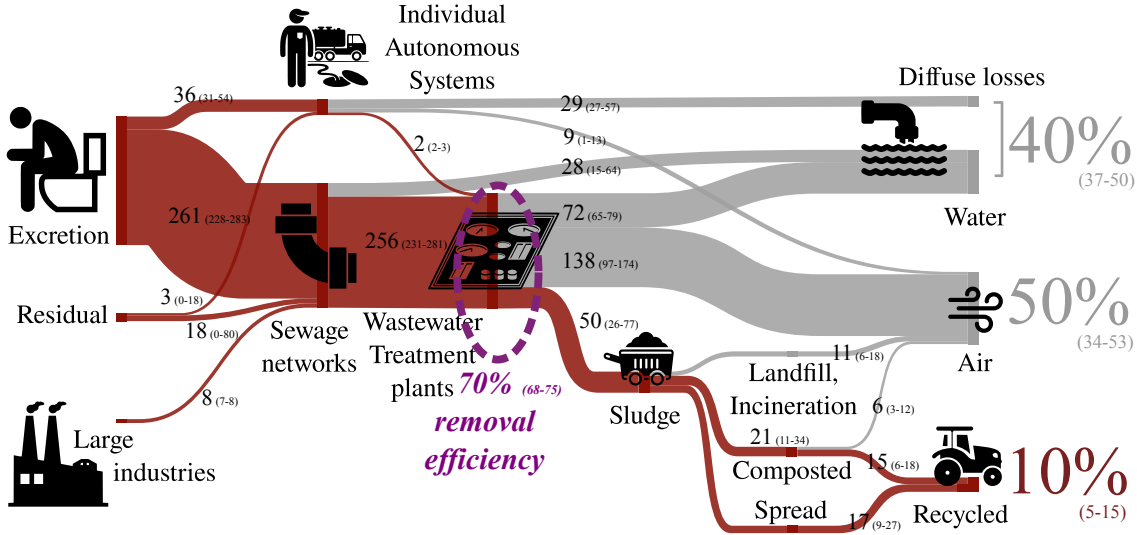 Individual
Autonomous
Systems
Diffuse losses
36 (31-54)
29 (27-57)
9 (1-13)
40%
(37-50)
2 (2-3)
28 (15-64)
261 (228-283)
256 (231-281)
72 (65-79)
Water
Excretion
138 (97-174)
3 (0-18)
50%
(34-53)
Residual
18 (0-80)
Sewage
networks
Wastewater
Treatment
plants
50 (26-77)
Air
11 (6-18)
70% (68-75)
removal
efficiency
Landfill,
Incineration
6 (3-12)
8 (7-8)
Sludge
Large
industries
21 (11-34)
Composted
15 (6-18)
10%
(5-15)
Spread
17 (9-27)
Recycled